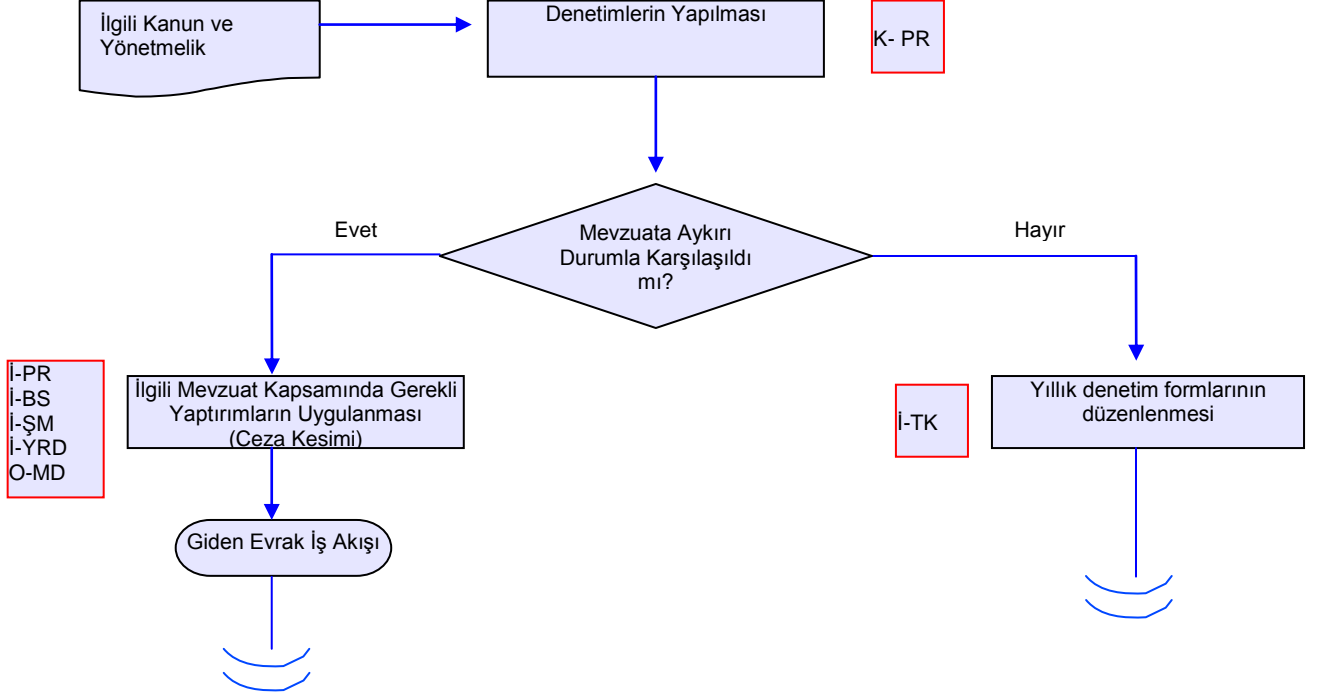 İlgili Kanun ve
Yönetmelik
Denetimlerin Yapılması
K- PR
Mevzuata Aykırı
Durumla Karşılaşıldı
mı?
Evet
Hayır
İ-PR
İ-BS
İ-ŞM
İ-YRD
O-MD
İlgili Mevzuat Kapsamında Gerekli
Yaptırımların Uygulanması
(Ceza Kesimi)
İ-TK
Yıllık denetim formlarının
düzenlenmesi
Giden Evrak İş Akışı